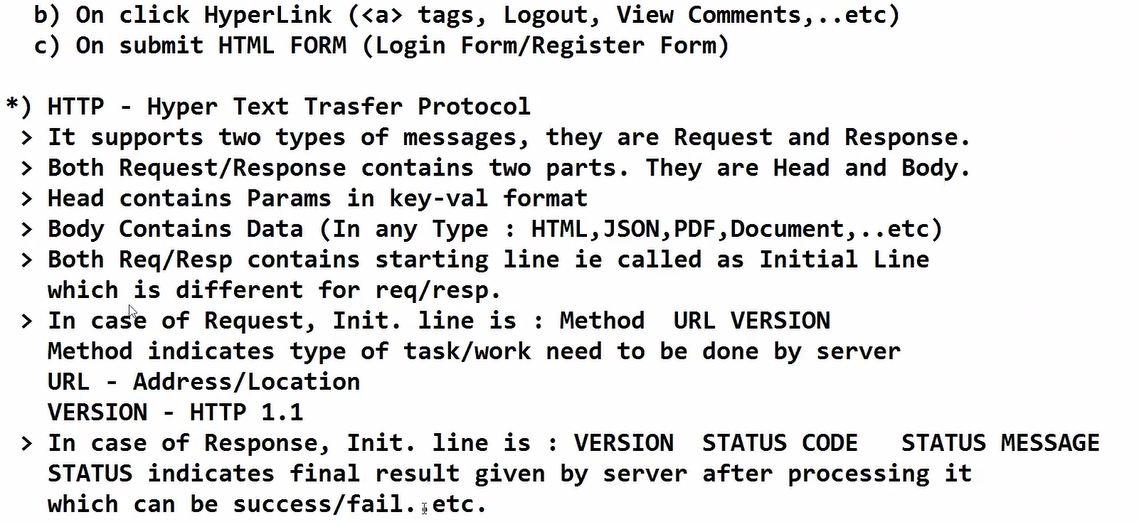 b) On click HyperLink (<a> tags, Logout, View Comments,..etc)
c) On submit HTML FORM (Login Form/Register Form)
*) HTTP - Hyper Text Trasfer Protocol
> It supports two types of messages, they are Request and Response.
> Both Request/Response contains two parts. They are Head and Body.
> Head contains Params in key-val format
> Body Contains Data (In any Type : HTML,JSON,PDF,Document,..etc)
> Both Req/Resp contains starting line ie called as Initial Line
which is different for req/resp.
> In case of Request, Init. line is : Method  URL VERSION
Method indicates type of task/work need to be done by server
URL - Address/Location
VERSION - HTTP 1.1
> In case of Response, Init. line is : VERSION  STATUS CODE   STATUS MESSAGE
STATUS indicates final result given by server after processing it
which can be success/fail..etc.